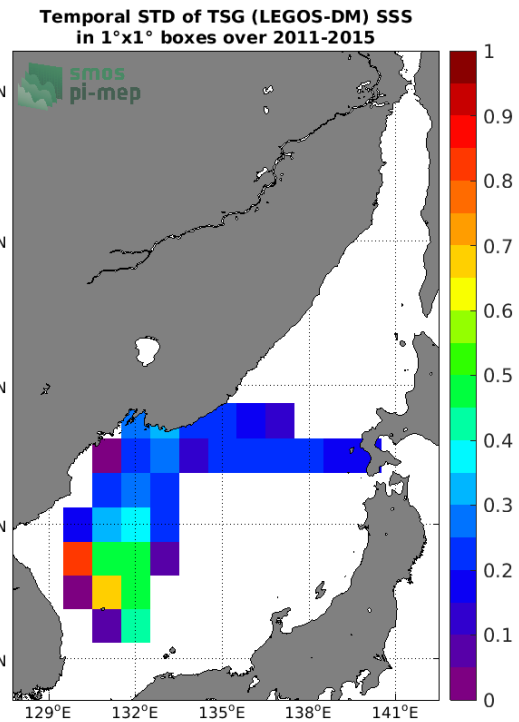 Temporal STD of TSG (LEGOS-DM) SSS
in 1°x1° boxes over 2011-2015
smos
pi-mep
N
N
N
N
N
129°E
132°E
135°E
138°E
141°E
1
0.9
0.8
0.7
0.6
0.5
0.4
0.3
0.2
0.1
0